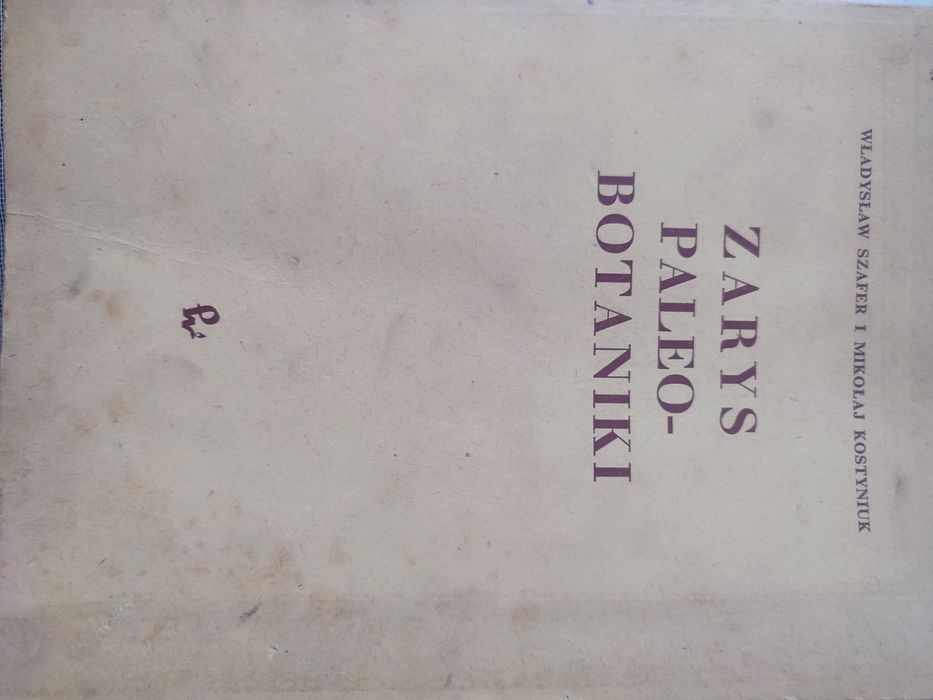 WŁADYSŁAW SZAFER I MIKOŁAJ KOSTYNIUK
ZARYS
PALEO-
BOTANIKI